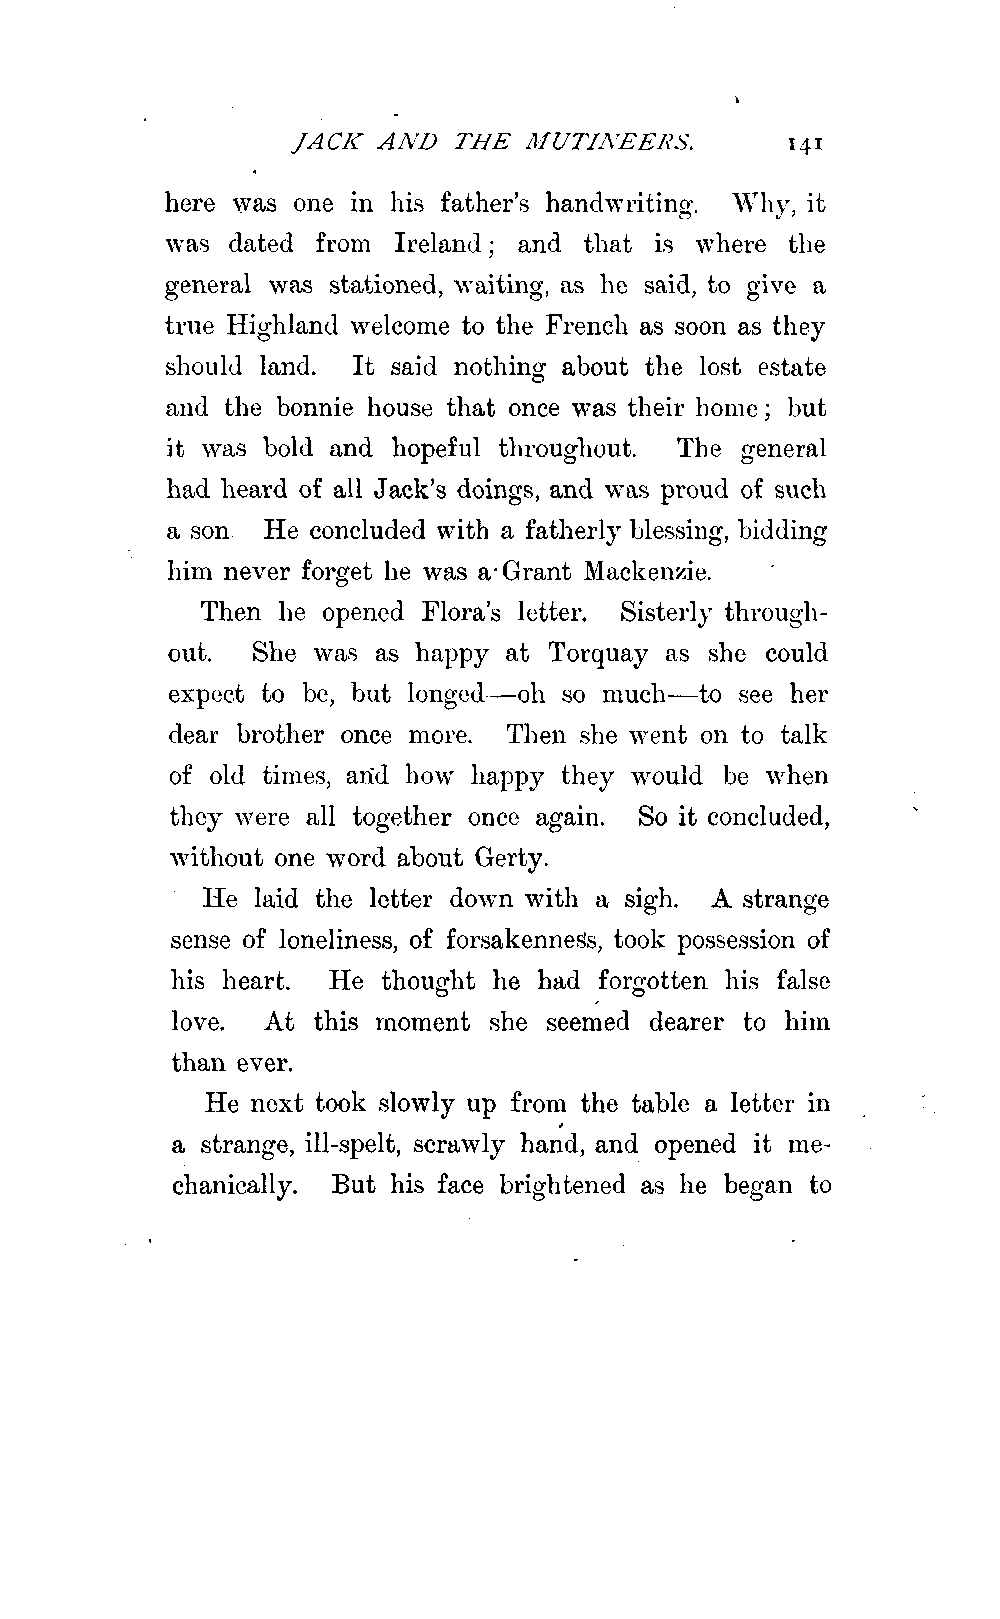 JACK AND THE MUTINEERS. 141
here was one in his father's handwriting. Why, it
was dated from Ireland; and that is where the
general was stationed, waiting, as he said, to give a
true Highland welcome to the French as soon as they
should land. It said nothing about the lost estate
and the bonnie house that once was their home; but
it was bold and hopeful throughout. The general
had heard of all Jack's doings, and was proud of such
a son. He concluded with a fatherly blessing, bidding
him never forget he was a Grant Mackenzie.
Then he opened Flora's letter. Sisterly through-
out. She was as happy at Torquay as she could
expect to be, but longed—oh so much—to see her
dear brother once more. Then she went on to talk
of old times, and how happy they would be when
they were all together once again. So it concluded,
without one word about Gerty.
He laid the letter down with a sigh. A strange
sense of loneliness, of forsakenness, took possession of
his heart. He thought he had forgotten his false
love. At this moment she seemed dearer to him
than ever.
He next took slowly up from the table a letter in
a strange, ill-spelt, scrawly hand, and opened it me-
chanically. But his face brightened as he began to